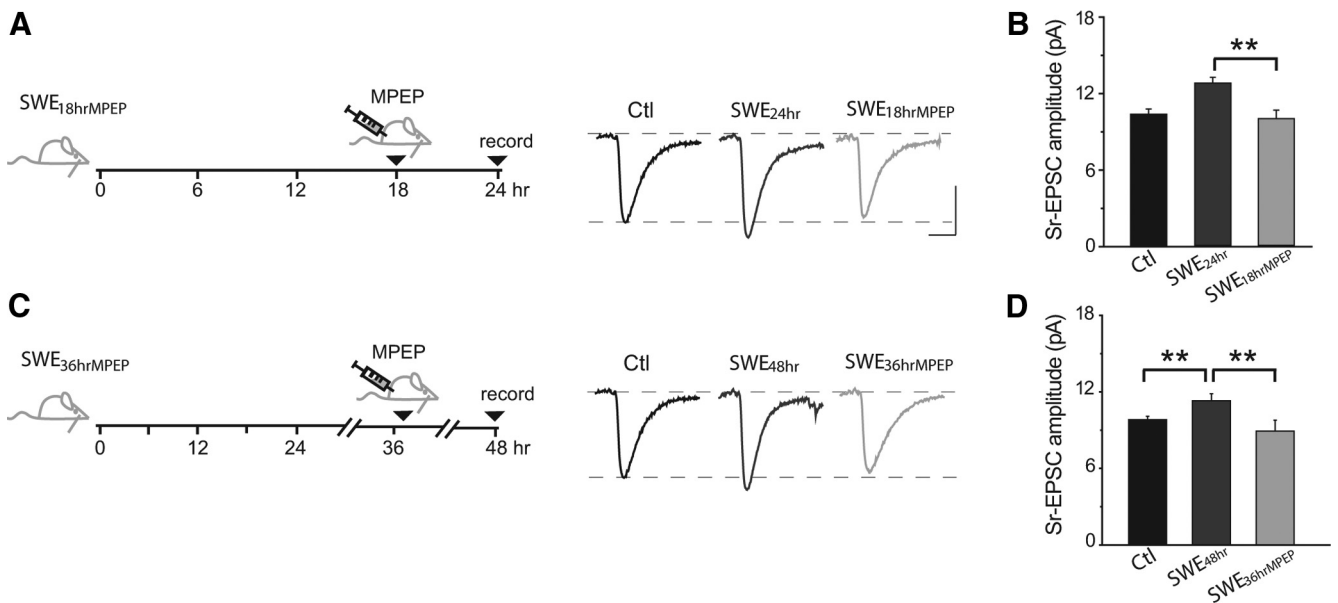 A
SWE18hrMPEP
MPEP
record
0 6 12 18 24 hr
Ctl SWE24hr SWE18hrMPEP
B
Sr-EPSC amplitude (pA)
18
12
6
0
**
Ctl SWE24hr SWE18hrMPEP
C
SWE36hrMPEP
MPEP
record
0 12 24 36 48 hr
Ctl SWE48hr SWE36hrMPEP
D
Sr-EPSC amplitude (pA)
18
12
6
0
** **
Ctl SWE48hr SWE36hrMPEP